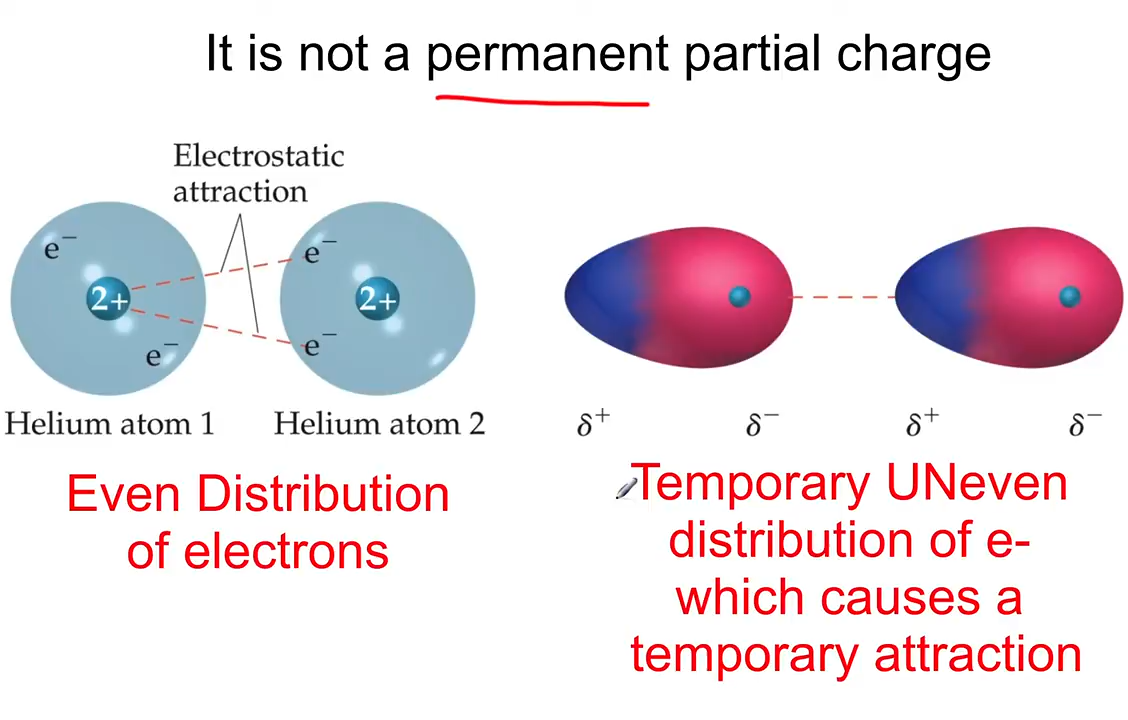 It is not a permanent partial charge
Electrostatic
attraction
e⁻
e⁻
2+
2+
e⁻
e⁻
Helium atom 1
Helium atom 2
δ⁺
δ⁻
δ⁺
δ⁻
Even Distribution
of electrons
Temporary UNeven
distribution of e-
which causes a
temporary attraction